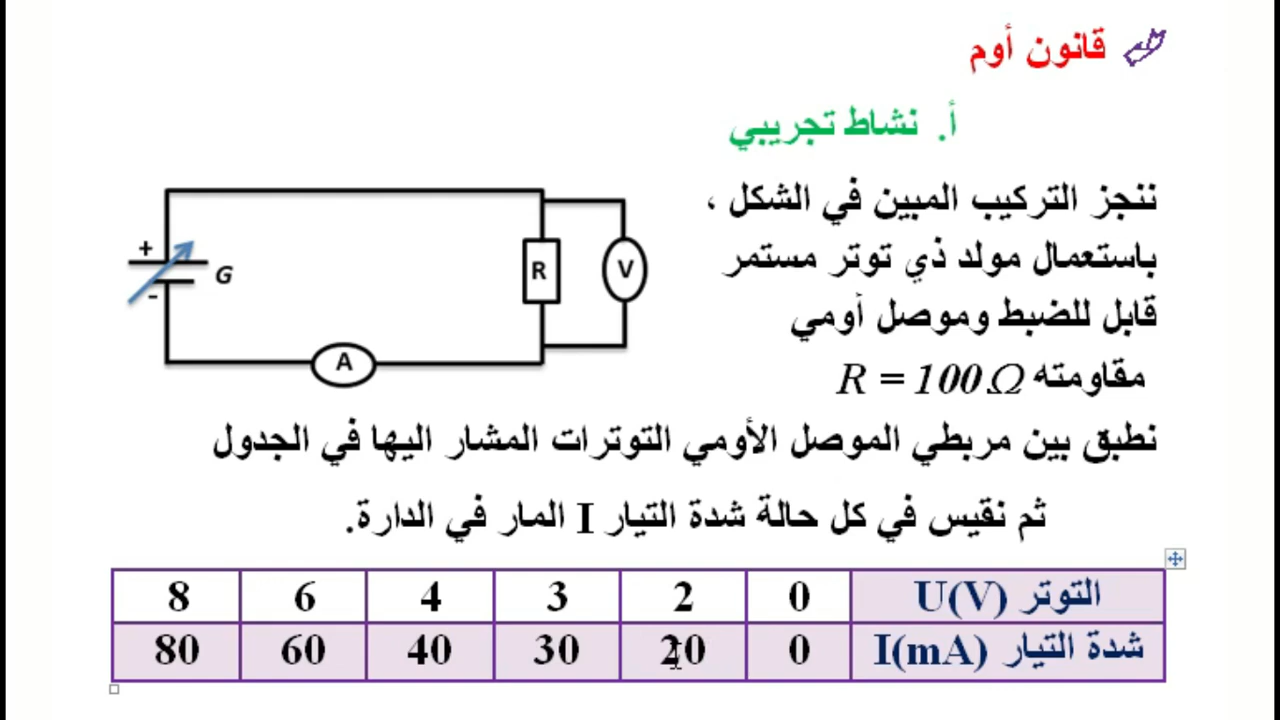 قانون أوم
أ. نشاط تجريبي
ننجز التركيب المبين في الشكل ،
باستعمال مولد ذي توتر مستمر
قابل للضبط وموصل أومي
مقاومته R = 100 Ω
+
G
-
R
V
A
نطبق بين مربطي الموصل الأومي التوترات المشار اليها في الجدول
ثم نقيس في كل حالة شدة التيار I المار في الدارة.
التوتر U(V) 0 2 3 4 6 8
شدة التيار I(mA) 0 20 30 40 60 80